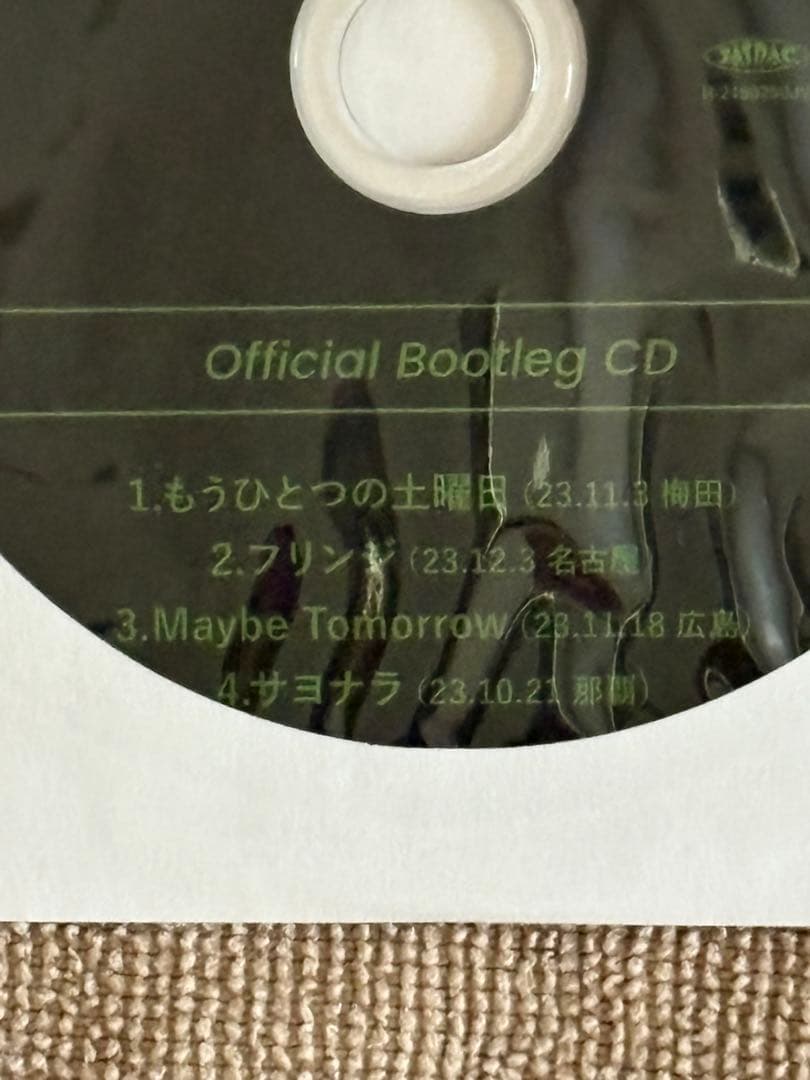 JASRAC
Official Bootleg CD
1.もうひとつの土曜日（23.11.3 梅田）
2.フリンジ（23.12.3 名古屋
3.Maybe Tomorrow（23.11.18 広島）
4.サヨナラ（23.10.21 那覇）